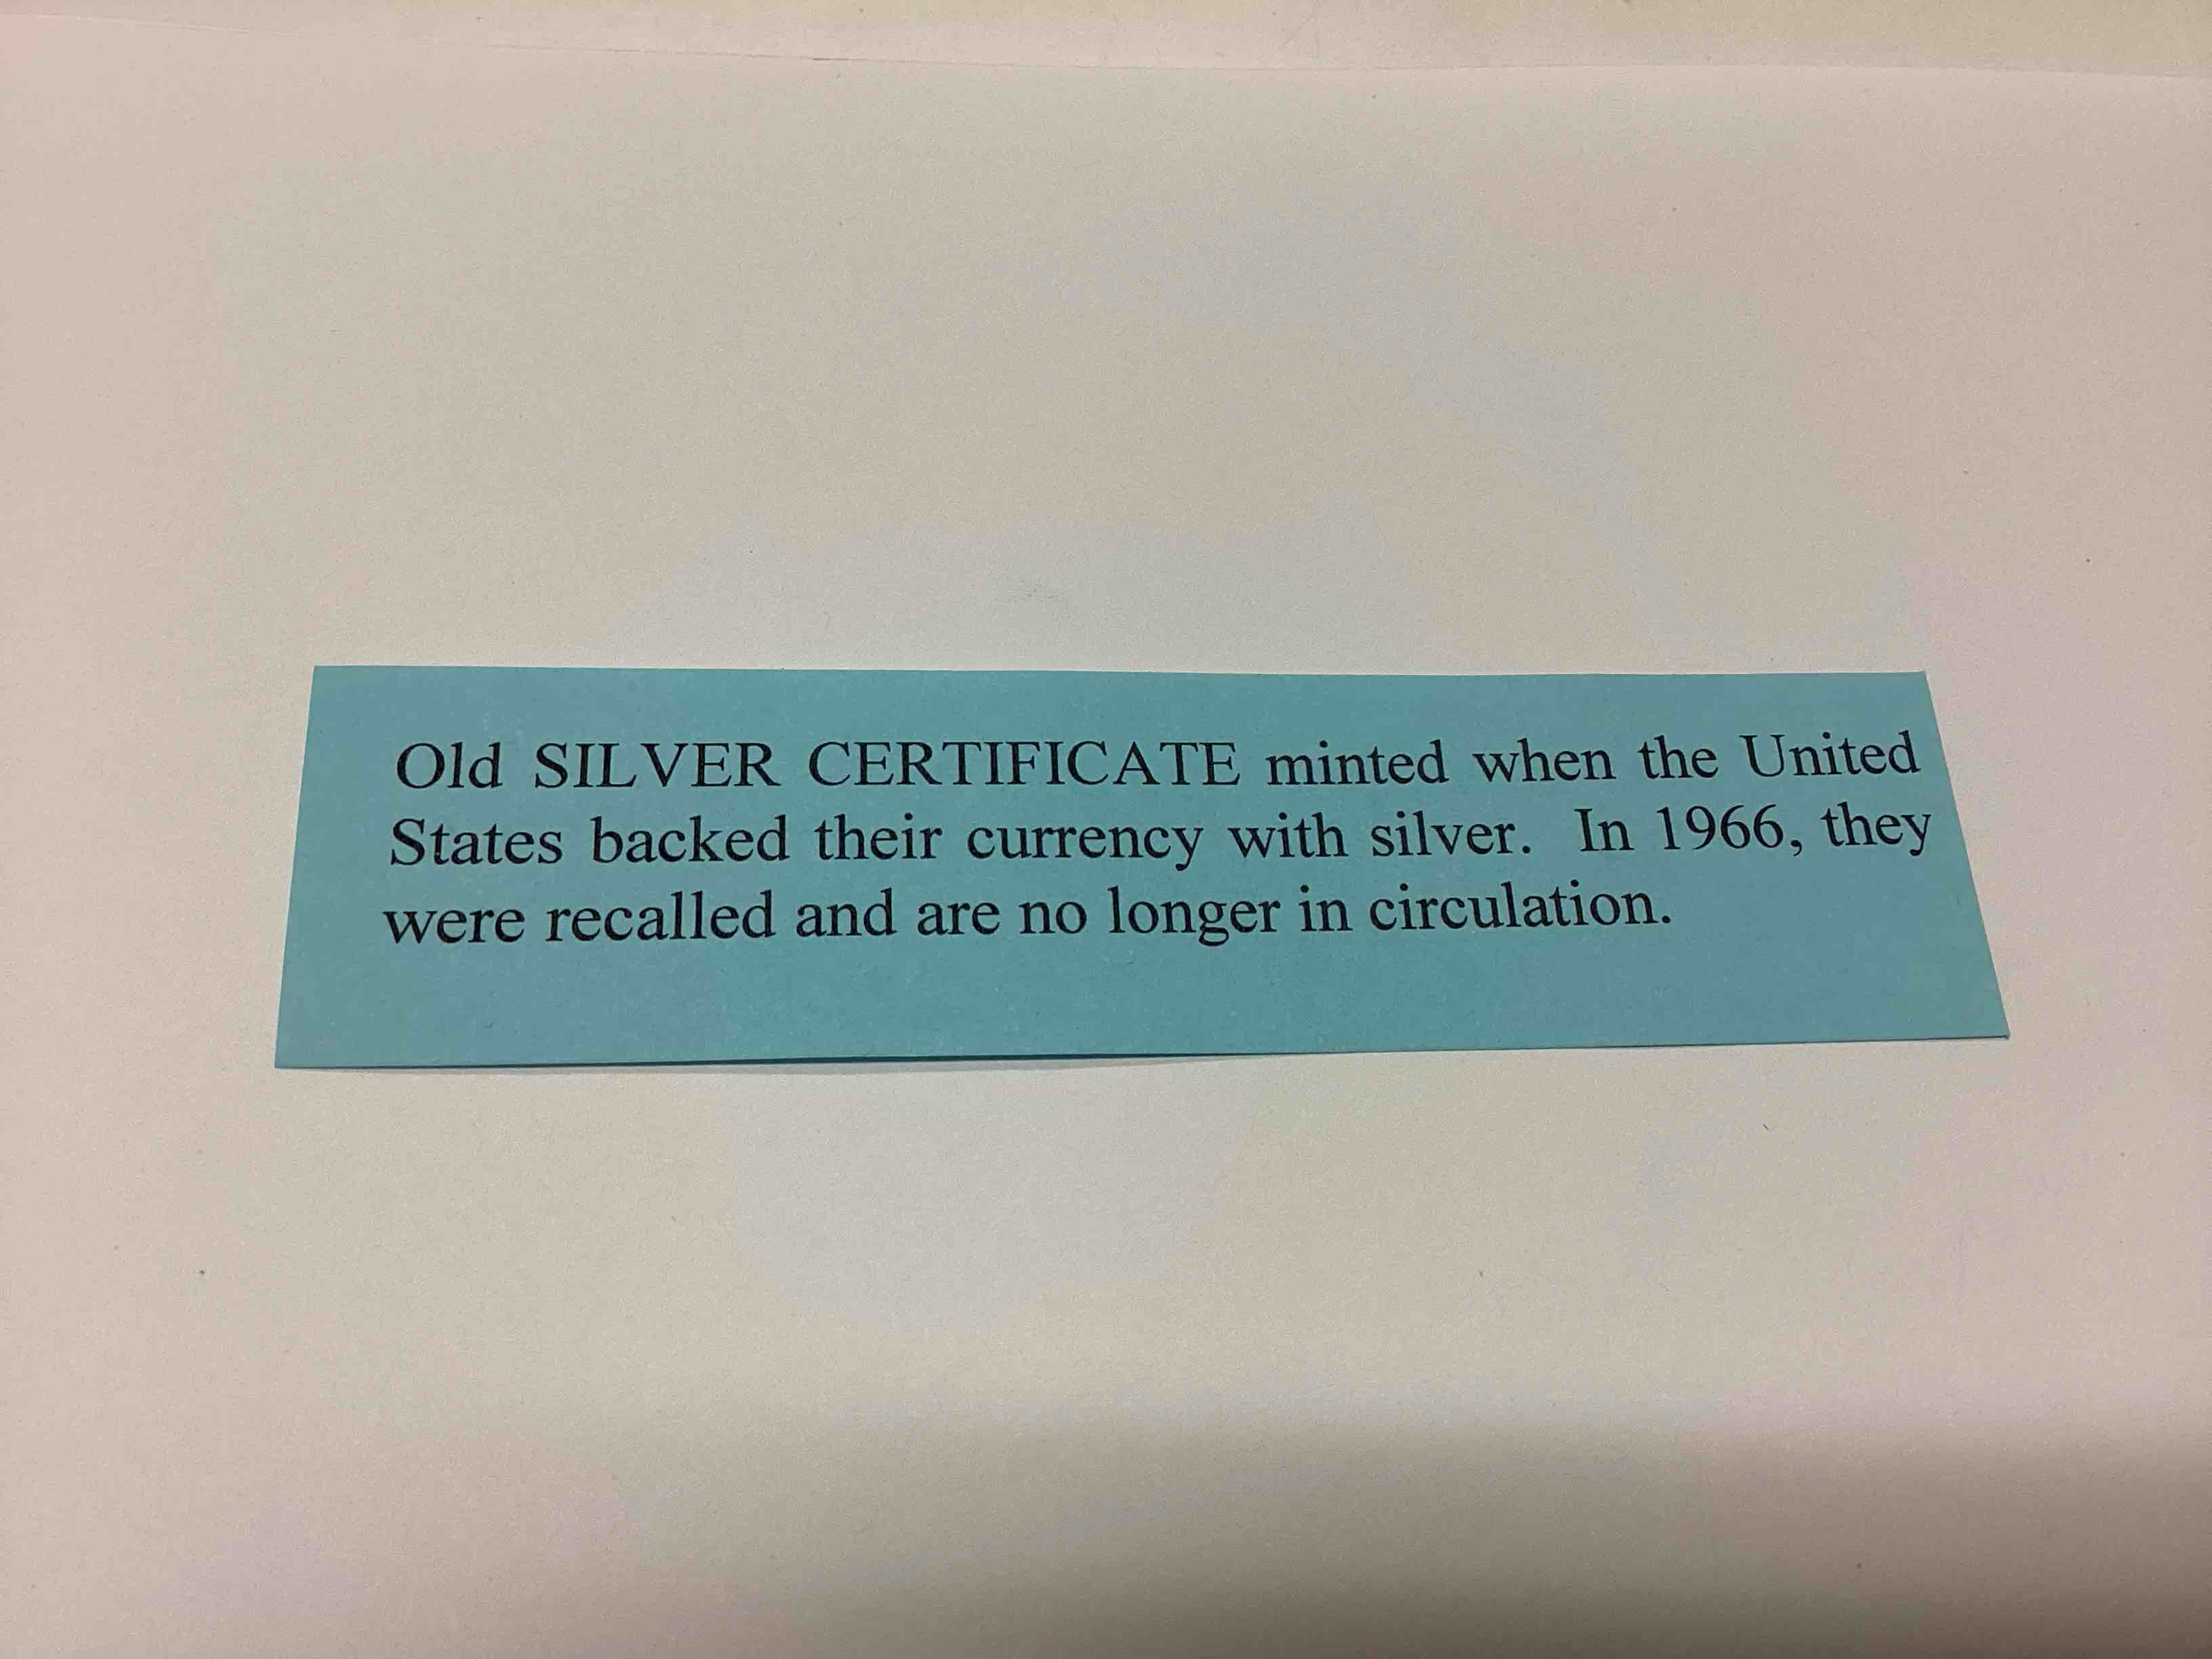 Old SILVER CERTIFICATE minted when the United
States backed their currency with silver. In 1966, they
were recalled and are no longer in circulation.